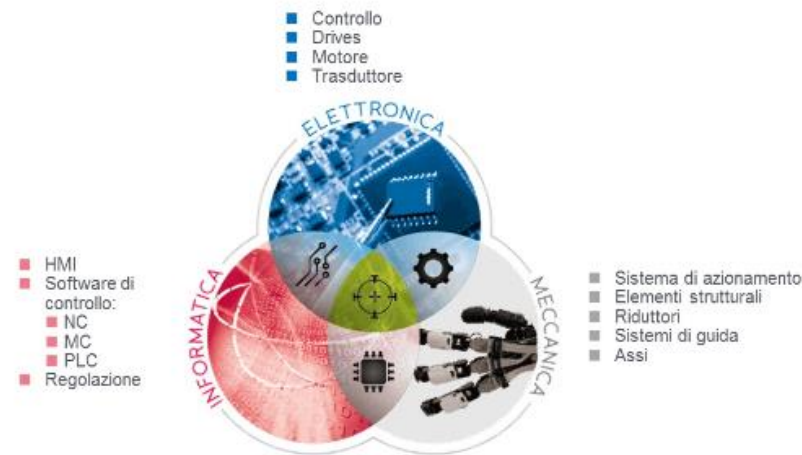 Controllo
Drives
Motore
Trasduttore
ELETTRONICA
HMI
Software di
controllo:
NC
MC
PLC
Regolazione
INFORMATICA
MECCANICA
Sistema di azionamento
Elementi strutturali
Riduttori
Sistemi di guida
Assi